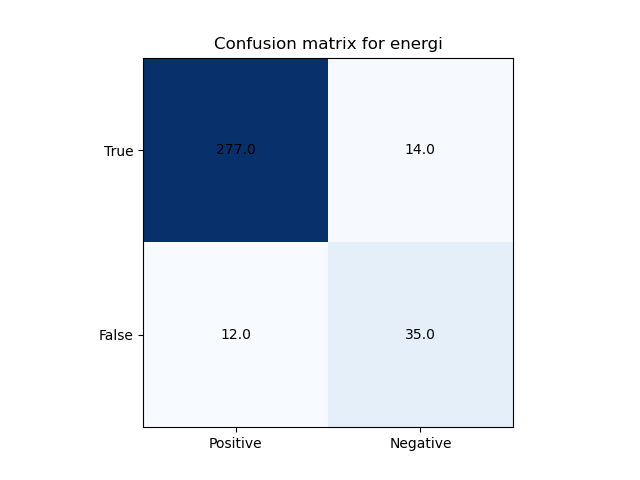 Confusion matrix for energi
True
277.0
14.0
False
12.0
35.0
Positive
Negative